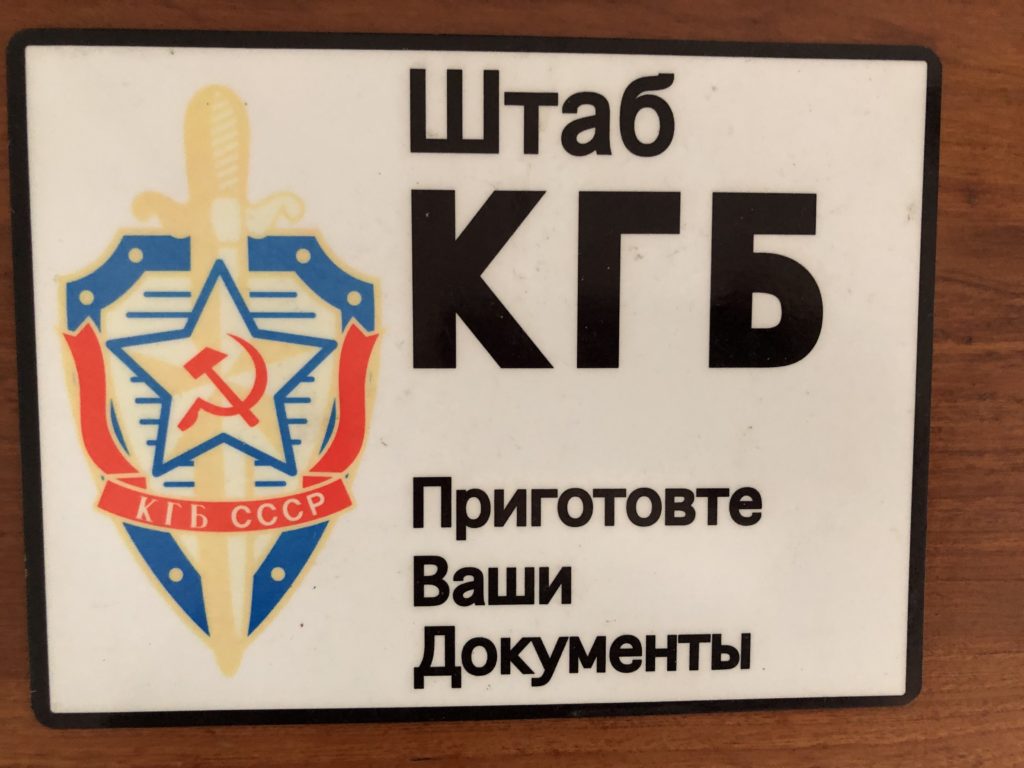 Штаб
КГБ
КГБ СССР
Приготовте
Ваши
Документы